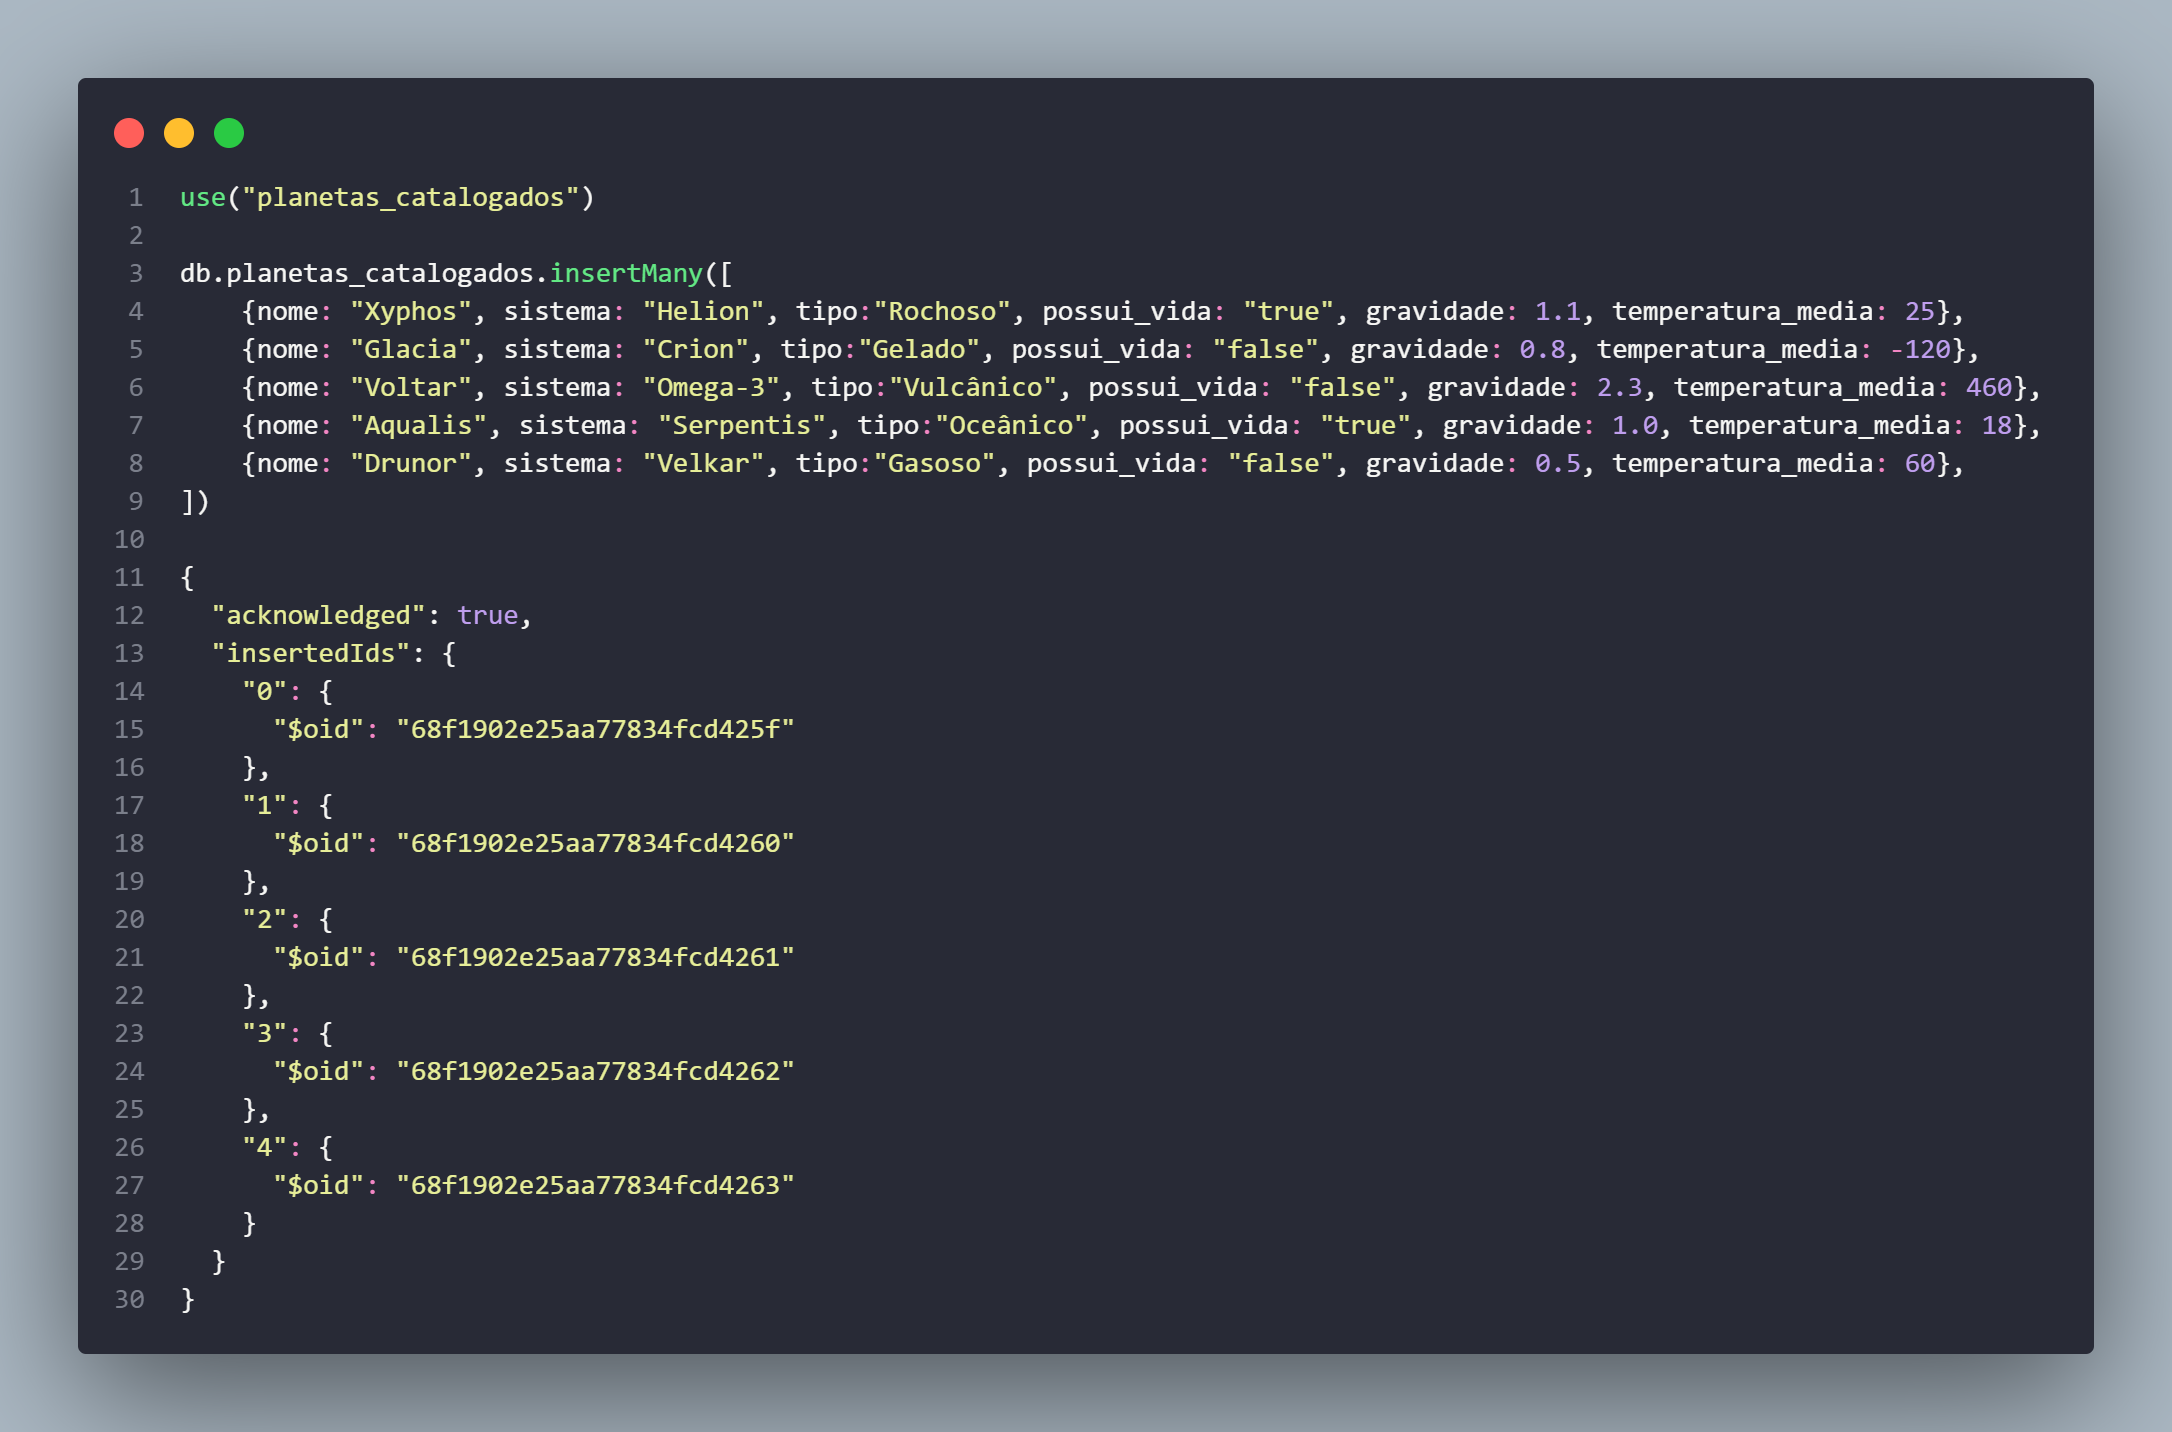 1 use("planetas_catalogados")
2
3 db.planetas_catalogados.insertMany([
4     {nome: "Xyphos", sistema: "Helion", tipo:"Rochoso", possui_vida: "true", gravidade: 1.1, temperatura_media: 25},
5     {nome: "Glacia", sistema: "Crion", tipo:"Gelado", possui_vida: "false", gravidade: 0.8, temperatura_media: -120},
6     {nome: "Voltar", sistema: "Omega-3", tipo:"Vulcânico", possui_vida: "false", gravidade: 2.3, temperatura_media: 460},
7     {nome: "Aqualis", sistema: "Serpentis", tipo:"Oceânico", possui_vida: "true", gravidade: 1.0, temperatura_media: 18},
8     {nome: "Drunor", sistema: "Velkar", tipo:"Gasoso", possui_vida: "false", gravidade: 0.5, temperatura_media: 60},
9 ])
10
11 {
12   "acknowledged": true,
13   "insertedIds": {
14     "0": {
15       "$oid": "68f1902e25aa77834fcd425f"
16     },
17     "1": {
18       "$oid": "68f1902e25aa77834fcd4260"
19     },
20     "2": {
21       "$oid": "68f1902e25aa77834fcd4261"
22     },
23     "3": {
24       "$oid": "68f1902e25aa77834fcd4262"
25     },
26     "4": {
27       "$oid": "68f1902e25aa77834fcd4263"
28     }
29   }
30 }